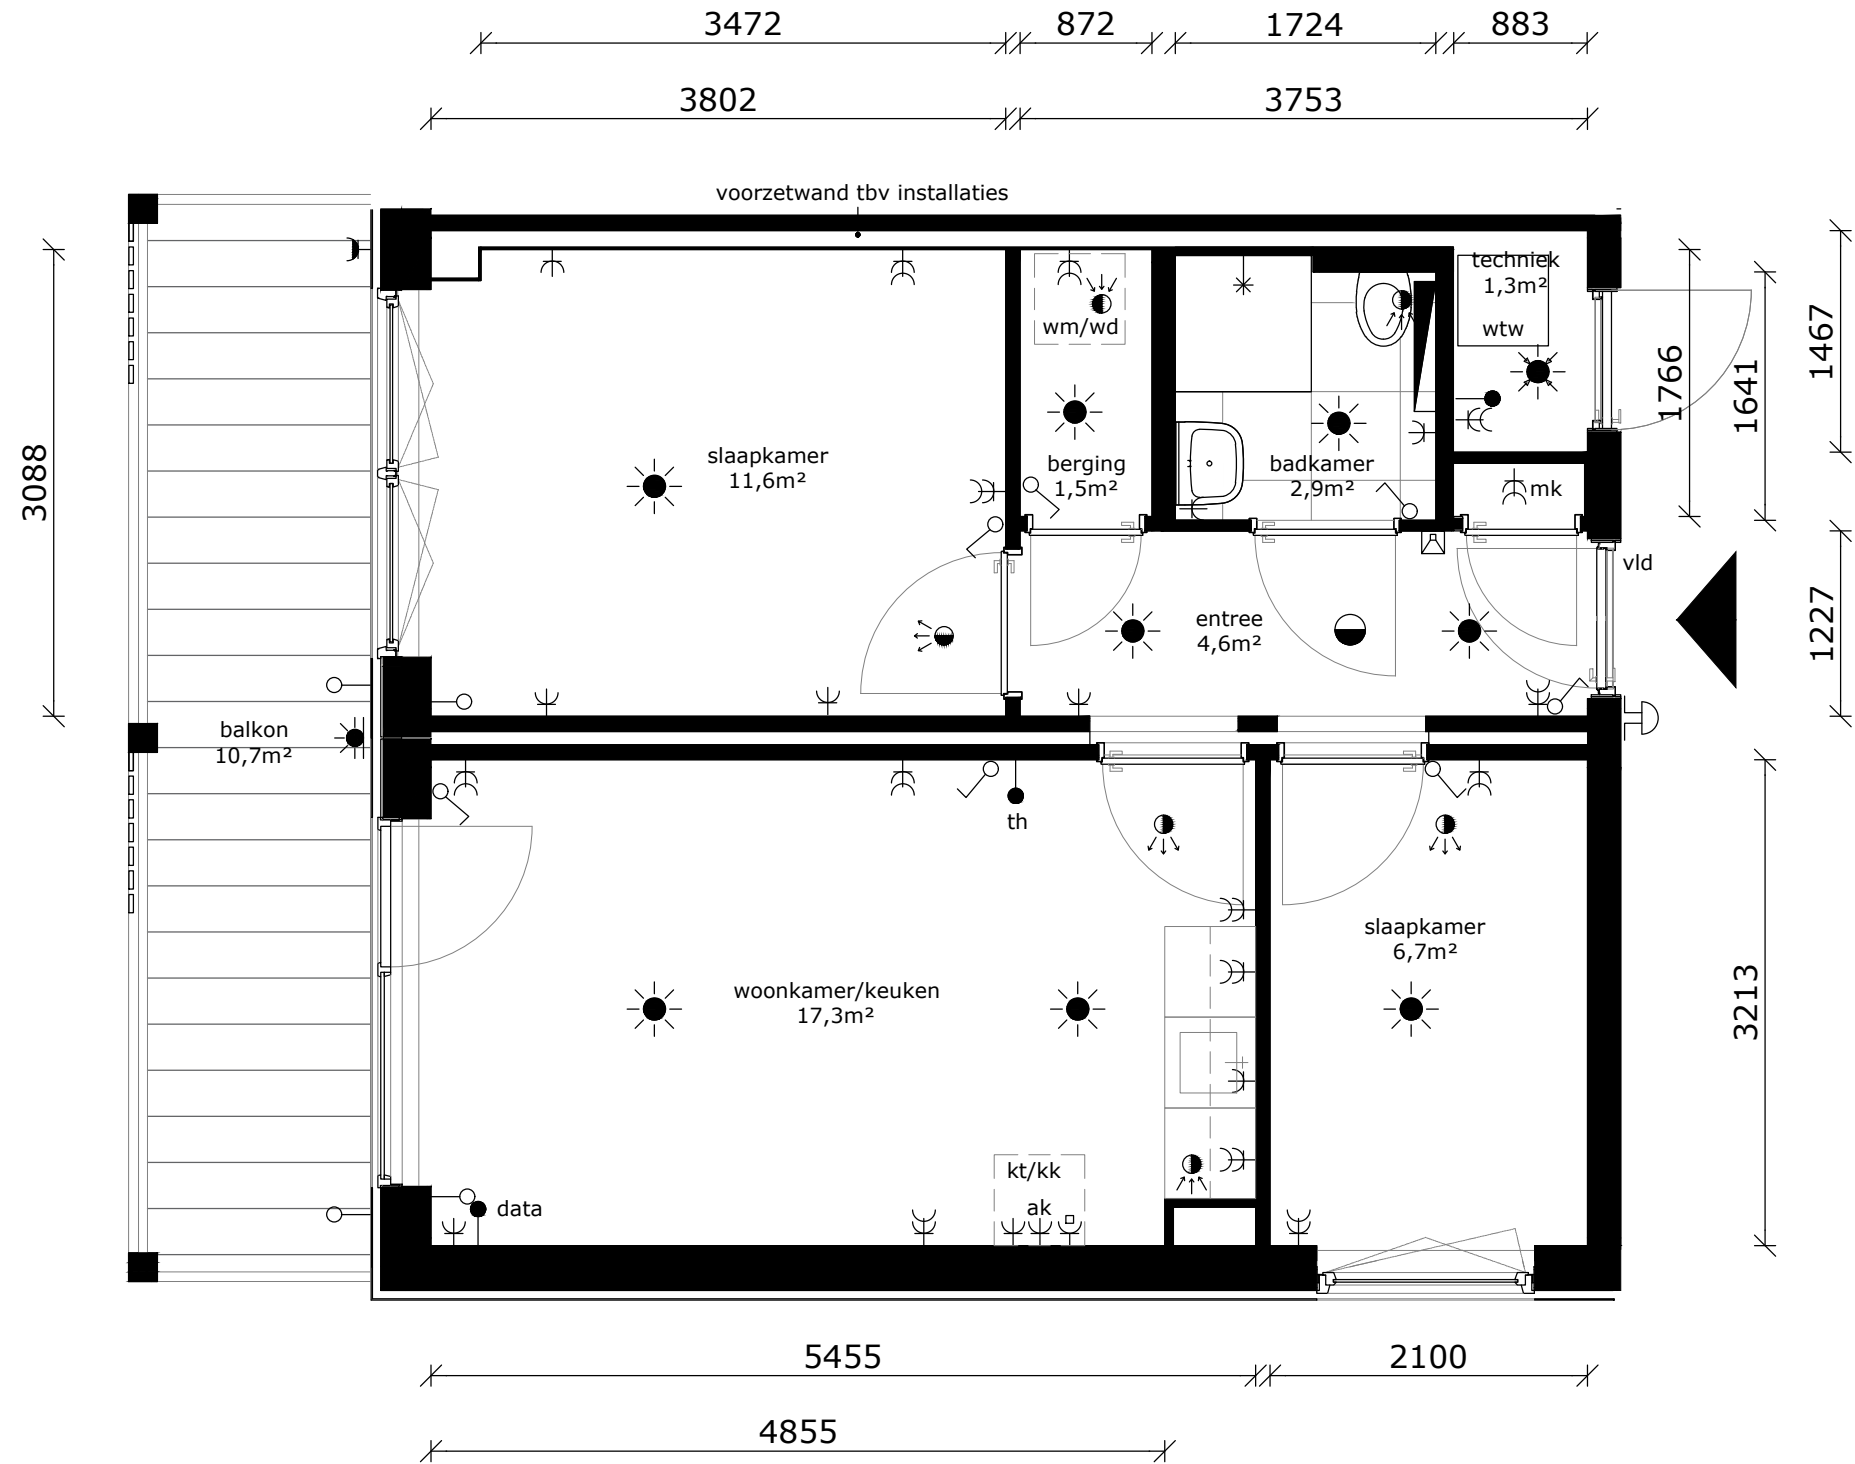 3472
872
1724
883
3802
3753
voorzetwand tbv installaties
techniek
1,3m²
wtw
wm/wd
1467
1766
1641
3088
slaapkamer
11,6m²
berging
1,5m²
badkamer
2,9m²
mk
vld
entree
4,6m²
1227
balkon
10,7m²
th
slaapkamer
6,7m²
woonkamer/keuken
17,3m²
3213
kt/kk
ak
data
5455
2100
4855